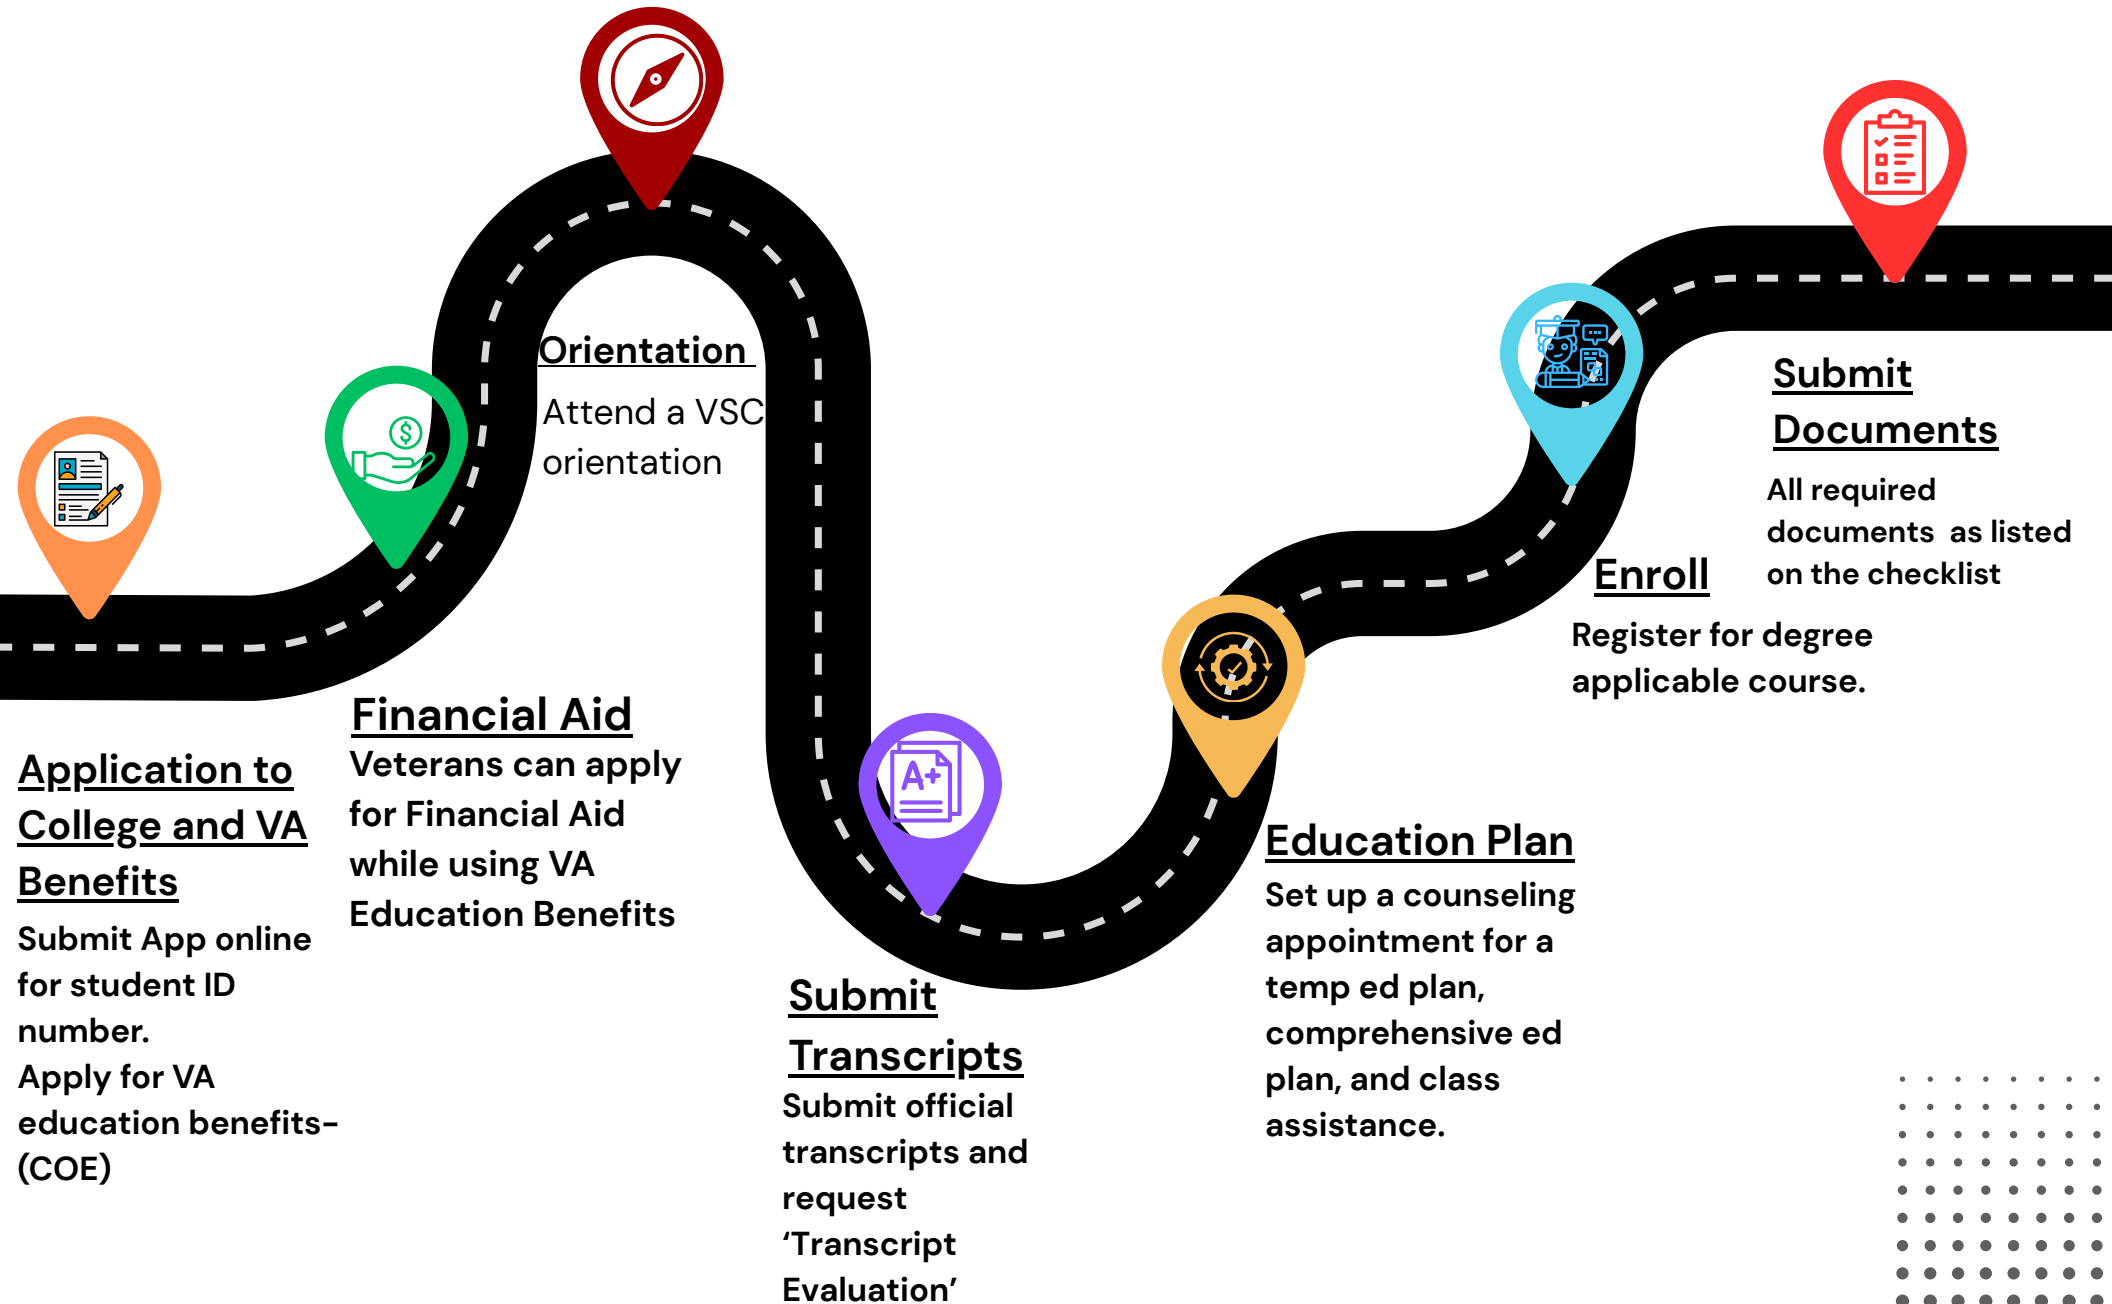 Application to
College and VA
Benefits
Submit App online
for student ID
number.
Apply for VA
education benefits-
(COE)
$
Financial Aid
Veterans can apply
for Financial Aid
while using VA
Education Benefits
Orientation
Attend a VSC
orientation
A+
Submit
Transcripts
Submit official
transcripts and
request
‘Transcript
Evaluation’
Education Plan
Set up a counseling
appointment for a
temp ed plan,
comprehensive ed
plan, and class
assistance.
Enroll
Register for degree
applicable course.
Submit
Documents
All required
documents  as listed
on the checklist